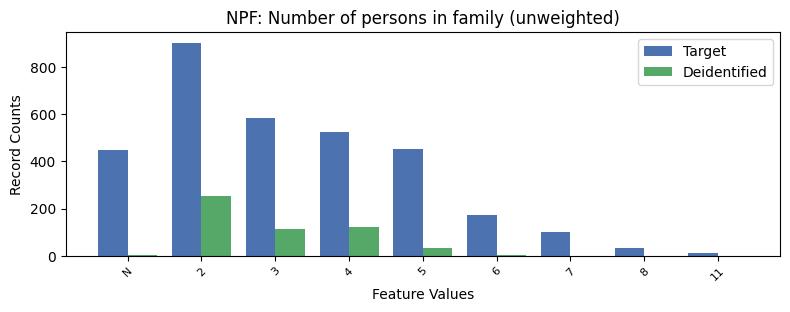 NPF: Number of persons in family (unweighted)
Target
Deidentified
Record Counts
800
600
400
200
0
N
2
3
4
5
6
7
8
11
Feature Values